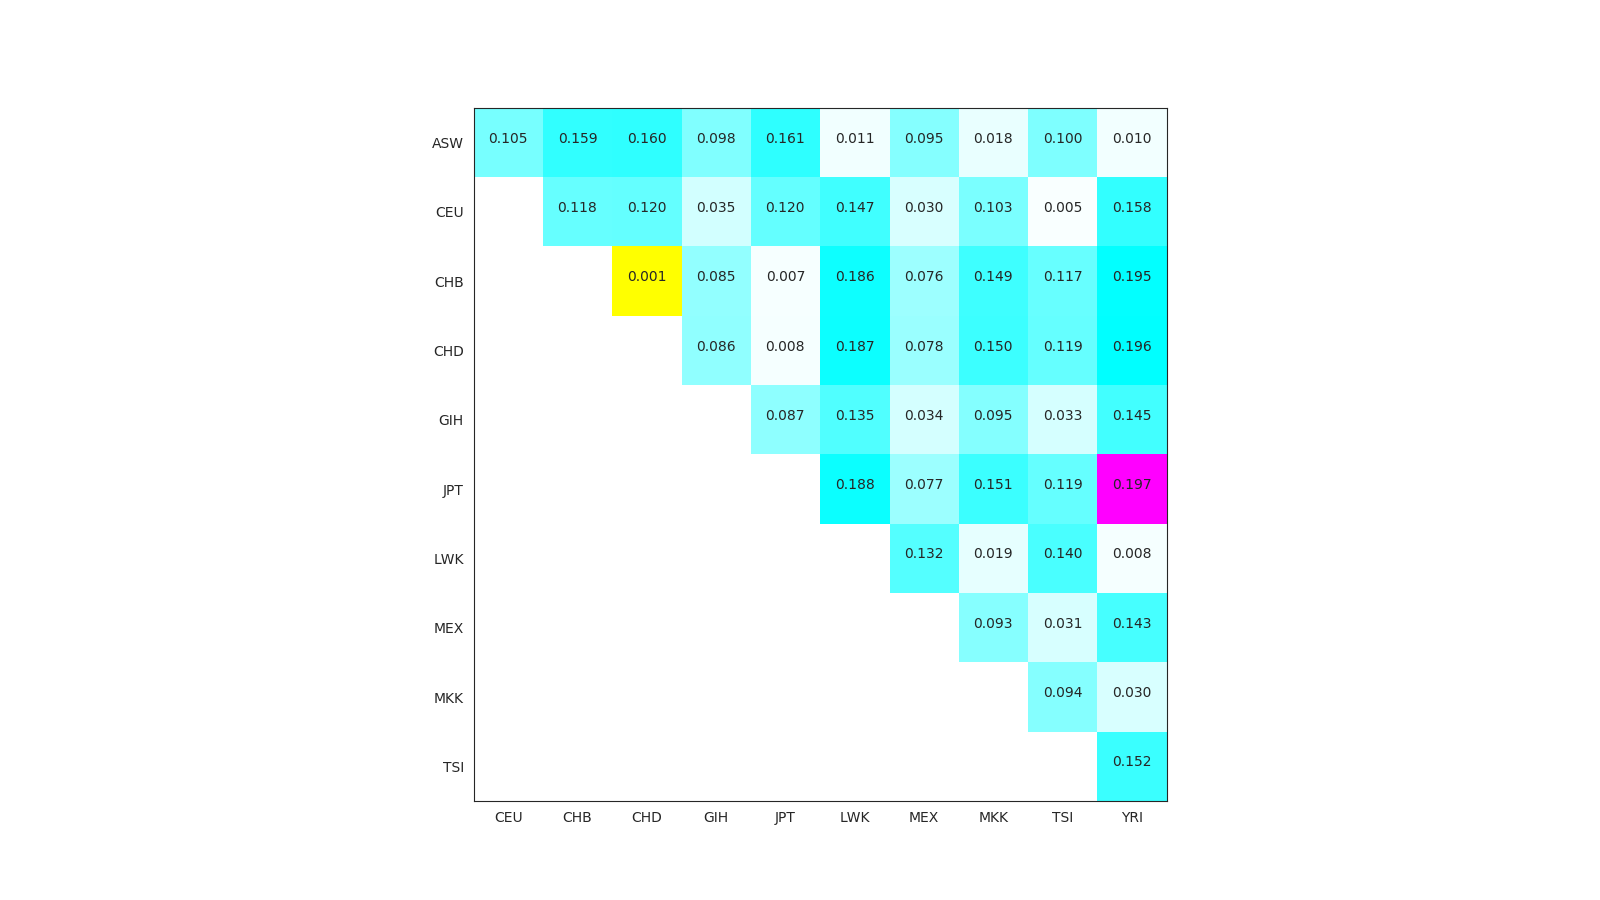 ASW 0.105 0.159 0.160 0.098 0.161 0.011 0.095 0.018 0.100 0.010
CEU 0.118 0.120 0.035 0.120 0.147 0.030 0.103 0.005 0.158
CHB 0.001 0.085 0.007 0.186 0.076 0.149 0.117 0.195
CHD 0.086 0.008 0.187 0.078 0.150 0.119 0.196
GIH 0.087 0.135 0.034 0.095 0.033 0.145
JPT 0.188 0.077 0.151 0.119 0.197
LWK 0.132 0.019 0.140 0.008
MEX 0.093 0.031 0.143
MKK 0.094 0.030
TSI 0.152
CEU CHB CHD GIH JPT LWK MEX MKK TSI YRI